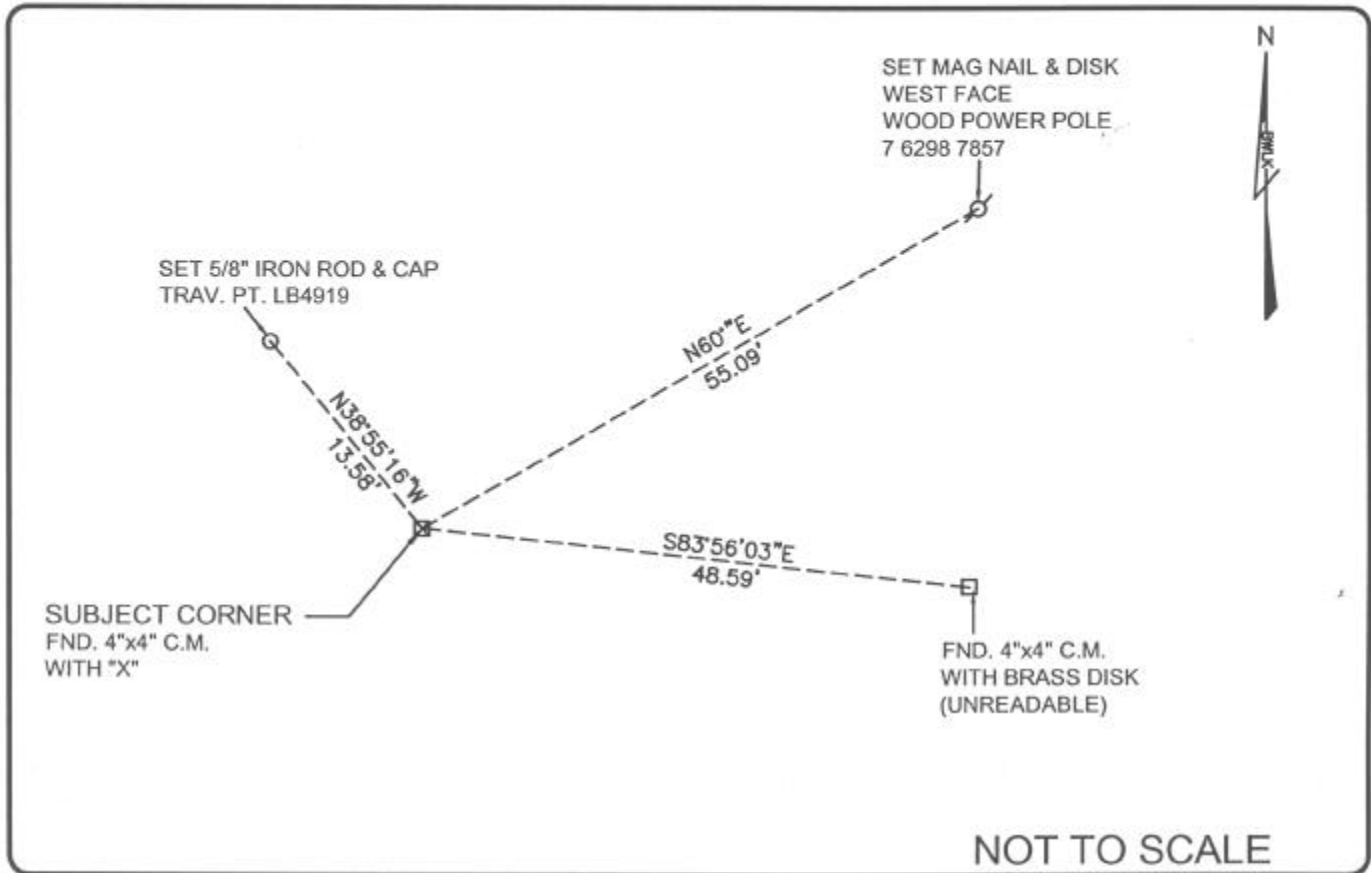 N
BWLK
SET MAG NAIL & DISK
WEST FACE
WOOD POWER POLE
7 6298 7857
SET 5/8" IRON ROD & CAP
TRAV. PT. LB4919
N60°'"E
55.09'
N38°55'16"W
13.58'
S83°56'03"E
48.59'
SUBJECT CORNER
FND. 4"x4" C.M.
WITH "X"
FND. 4"x4" C.M.
WITH BRASS DISK
(UNREADABLE)
NOT TO SCALE